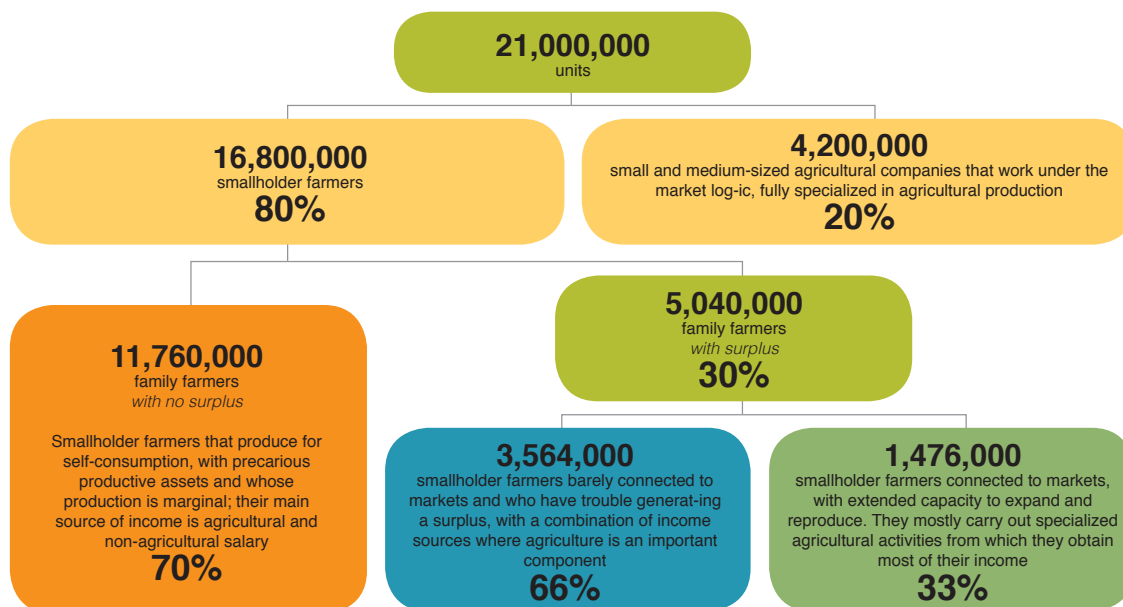 21,000,000
units
16,800,000
smallholder farmers
80%
4,200,000
small and medium-sized agricultural companies that work under the
market log-ic, fully specialized in agricultural production
20%
11,760,000
family farmers
with no surplus
Smallholder farmers that produce for
self-consumption, with precarious
productive assets and whose
production is marginal; their main
source of income is agricultural and
non-agricultural salary
70%
5,040,000
family farmers
with surplus
30%
3,564,000
smallholder farmers barely connected to
markets and who have trouble generat-ing
a surplus, with a combination of income
sources where agriculture is an important
component
66%
1,476,000
smallholder farmers connected to markets,
with extended capacity to expand and
reproduce. They mostly carry out specialized
agricultural activities from which they obtain
most of their income
33%